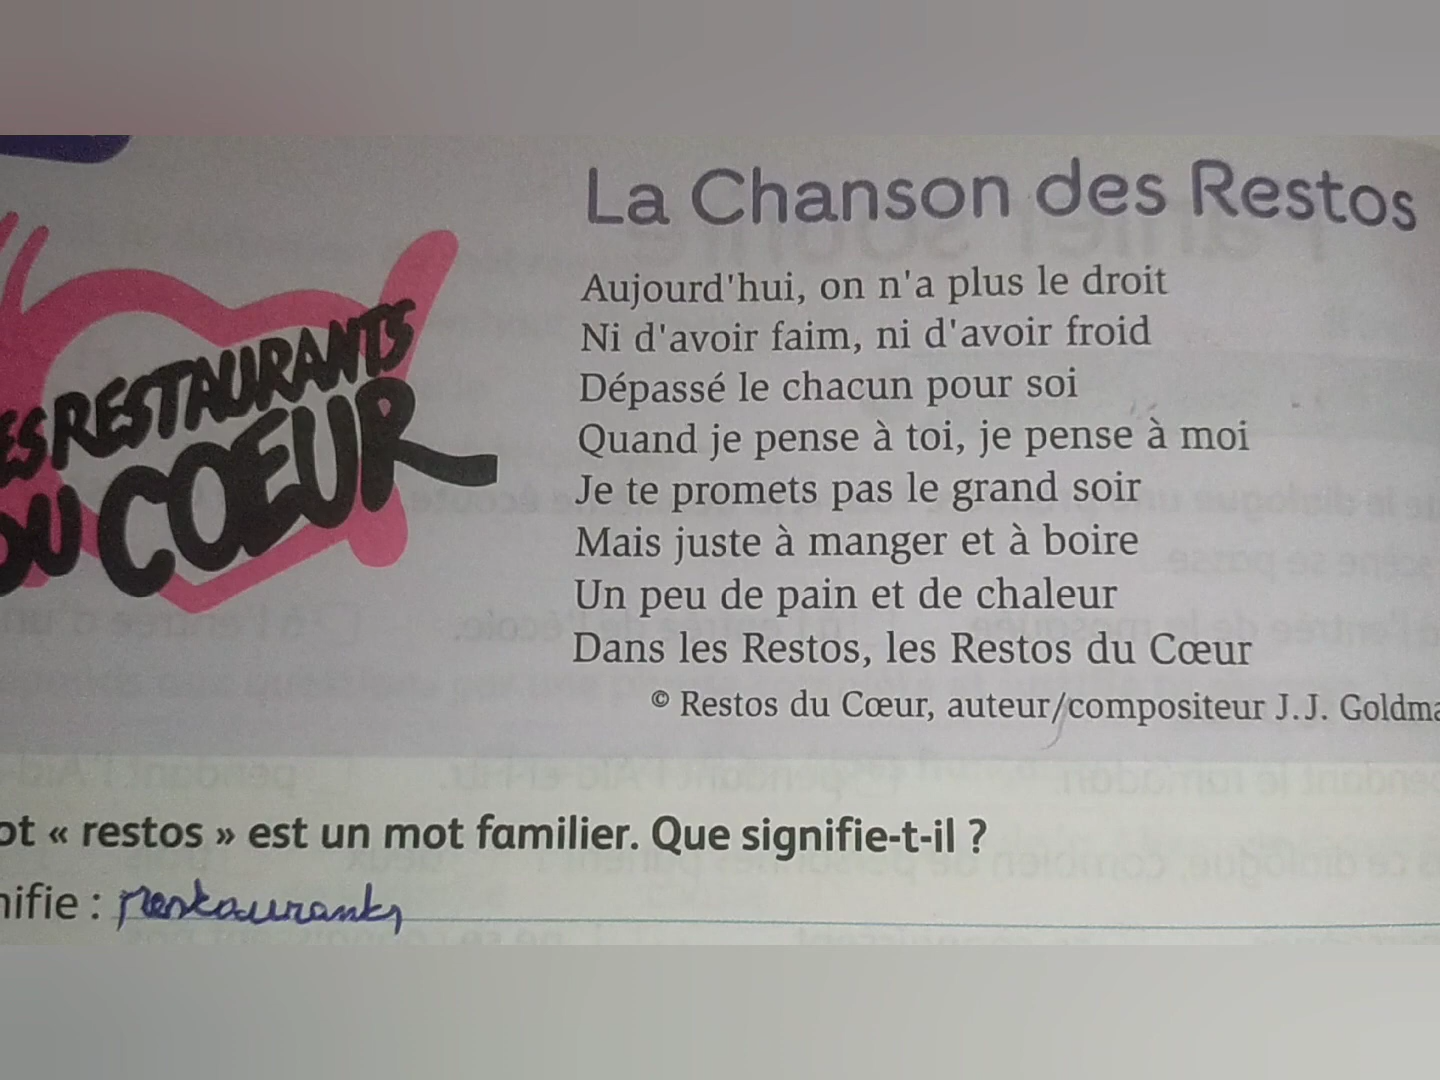 La Chanson des Restos
ES RESTAURANTS
DU COEUR
Aujourd'hui, on n'a plus le droit
Ni d'avoir faim, ni d'avoir froid
Dépassé le chacun pour soi
Quand je pense à toi, je pense à moi
Je te promets pas le grand soir
Mais juste à manger et à boire
Un peu de pain et de chaleur
Dans les Restos, les Restos du Cœur
© Restos du Cœur, auteur/compositeur J.J. Goldma
ot « restos » est un mot familier. Que signifie-t-il ?
nifie : restaurants